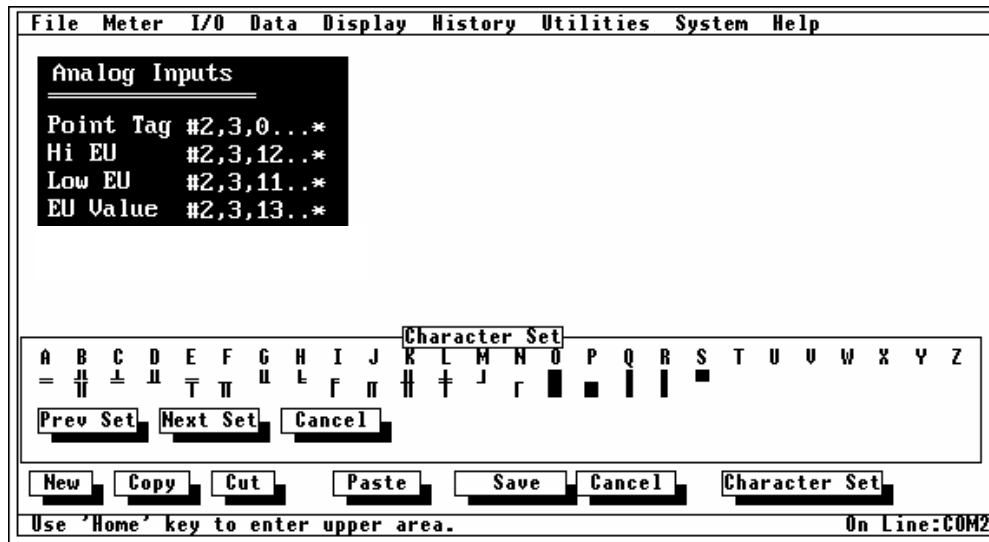 File Meter I/O Data Display History Utilities System Help
Analog Inputs
Point Tag #2,3,0...*
Hi EU #2,3,12..*
Low EU #2,3,11..*
EU Value #2,3,13..*
Character Set
A B C D E F G H I J K L M N O P Q R S T U V W X Y Z
═ ╬ ╧ ╨ ╤ ╥ ╙ ╘ ╒ ╓ ╫ ╪ ┘ ┌ █ ▄ ▌ ▐ ▀
Prev Set Next Set Cancel
New Copy Cut Paste Save Cancel Character Set
Use 'Home' key to enter upper area. On Line:COM2